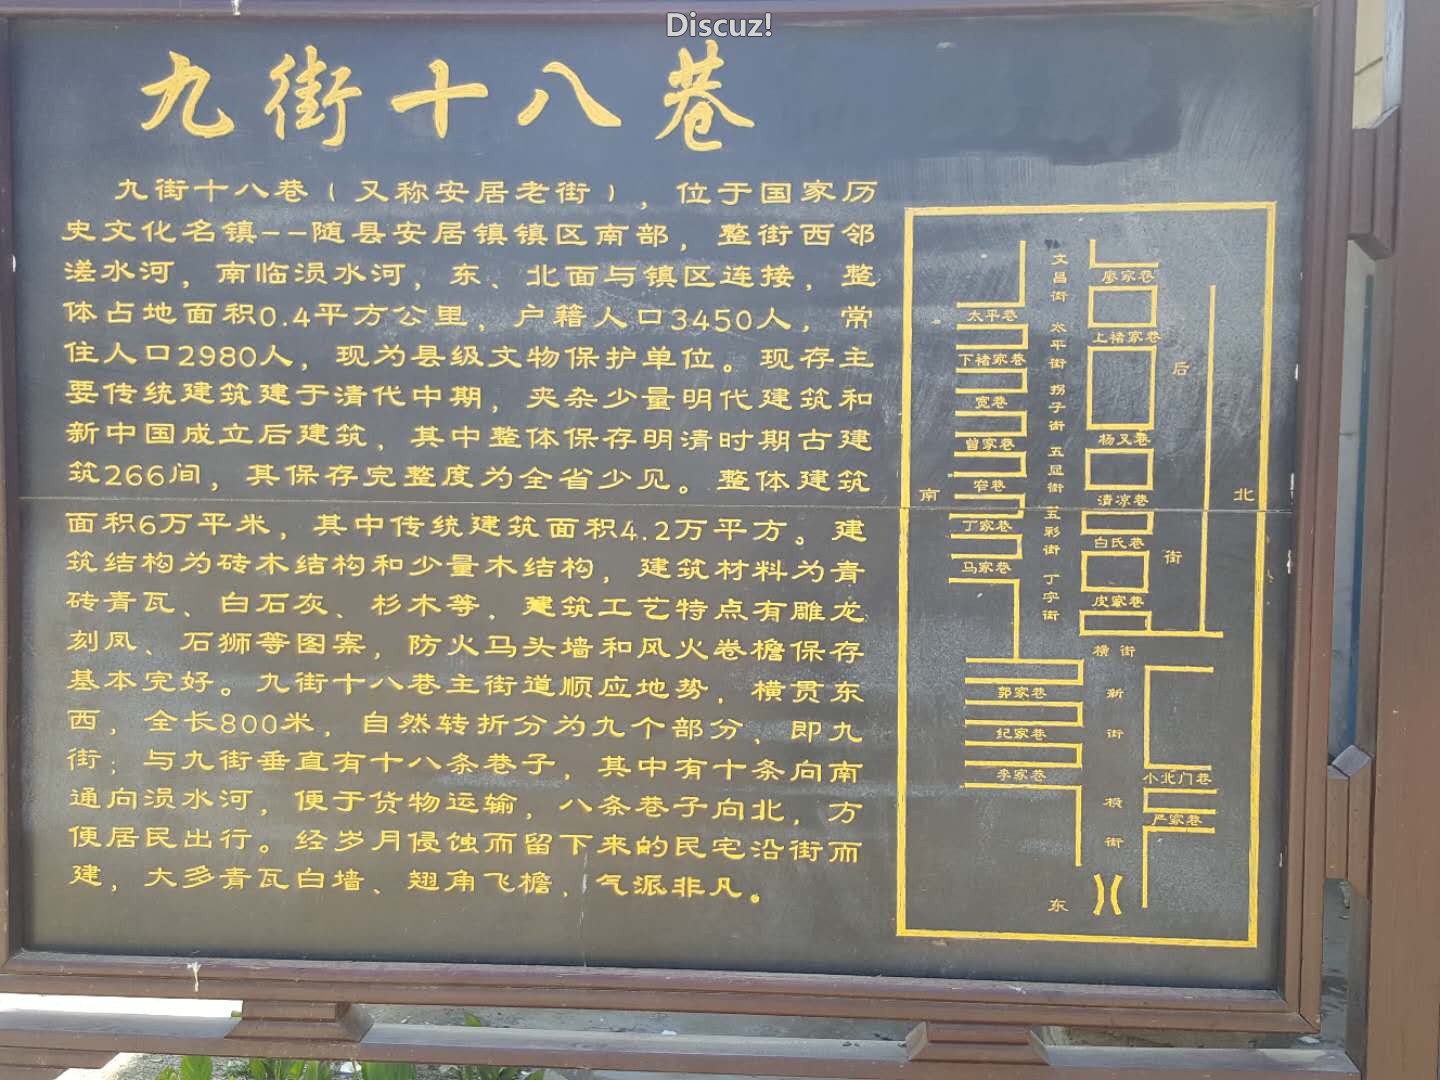 Discuz!
九街十八巷
九街十八巷（又称安居老街），位于国家历
史文化名镇--随县安居镇镇区南部，整街西邻
溠水河，南临涢水河，东、北面与镇区连接，整
体占地面积0.4平方公里，户籍人口3450人，常
住人口2980人，现为县级文物保护单位。现存主
要传统建筑建于清代中期，夹杂少量明代建筑和
新中国成立后建筑，其中整体保存明清时期古建
筑266间，其保存完整度为全省少见。整体建筑
面积6万平米，其中传统建筑面积4.2万平方。建
筑结构为砖木结构和少量木结构，建筑材料为青
砖青瓦、白石灰、杉木等，建筑工艺特点有雕龙
刻凤、石狮等图案，防火马头墙和风火卷檐保存
基本完好。九街十八巷主街道顺应地势，横贯东
西，全长800米，自然转折分为九个部分、即九
街；与九街垂直有十八条巷子，其中有十条向南
通向涢水河，便于货物运输，八条巷子向北，方
便居民出行。经岁月侵蚀而留下来的民宅沿街而
建，大多青瓦白墙、翘角飞檐、气派非凡。
文昌街
太平街
拐子街
五显街
五彩街
丁字街
横街
新街
横街
后街
南
北
东
太平巷
下褚家巷
宽巷
曾家巷
窄巷
丁家巷
马家巷
郭家巷
纪家巷
李家巷
廖家巷
上褚家巷
杨叉巷
清凉巷
白氏巷
皮家巷
小北门巷
严家巷